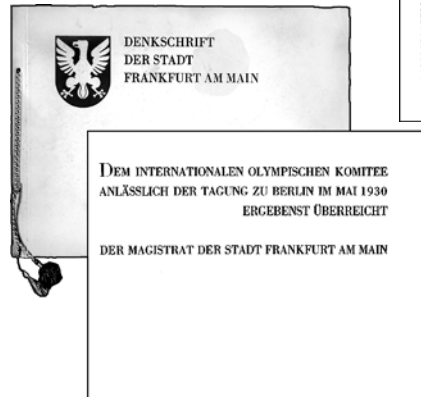 DENKSCHRIFT
DER STADT
FRANKFURT AM MAIN
DEM INTERNATIONALEN OLYMPISCHEN KOMITEE
ANLÄSSLICH DER TAGUNG ZU BERLIN IM MAI 1930
ERGEBENST ÜBERREICHT
DER MAGISTRAT DER STADT FRANKFURT AM MAIN